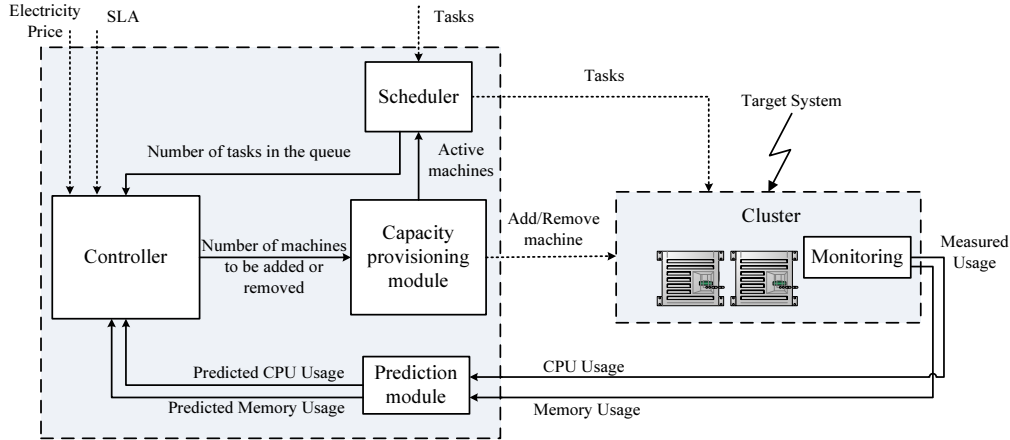 Electricity
Price
SLA
Tasks
Scheduler
Tasks
Target System
Number of tasks in the queue
Active
machines
Controller
Number of machines
to be added or
removed
Capacity
provisioning
module
Add/Remove
machine
Cluster
Monitoring
Measured
Usage
Predicted CPU Usage
Predicted Memory Usage
Prediction
module
CPU Usage
Memory Usage